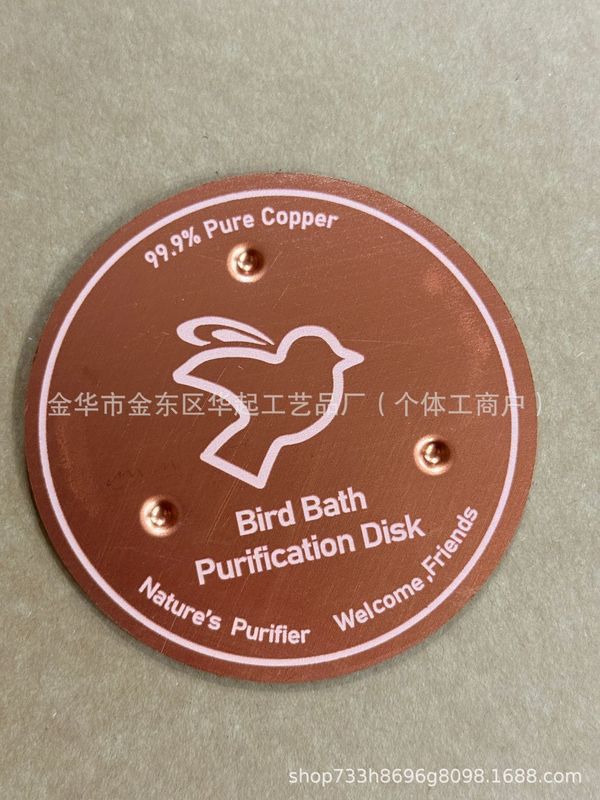 99.9% Pure Copper
金华市金东区华起工艺品厂（个体工商户）
Bird Bath
Purification Disk
Nature's Purifier
Welcome,Friends
shop733h8696g8098.1688.com